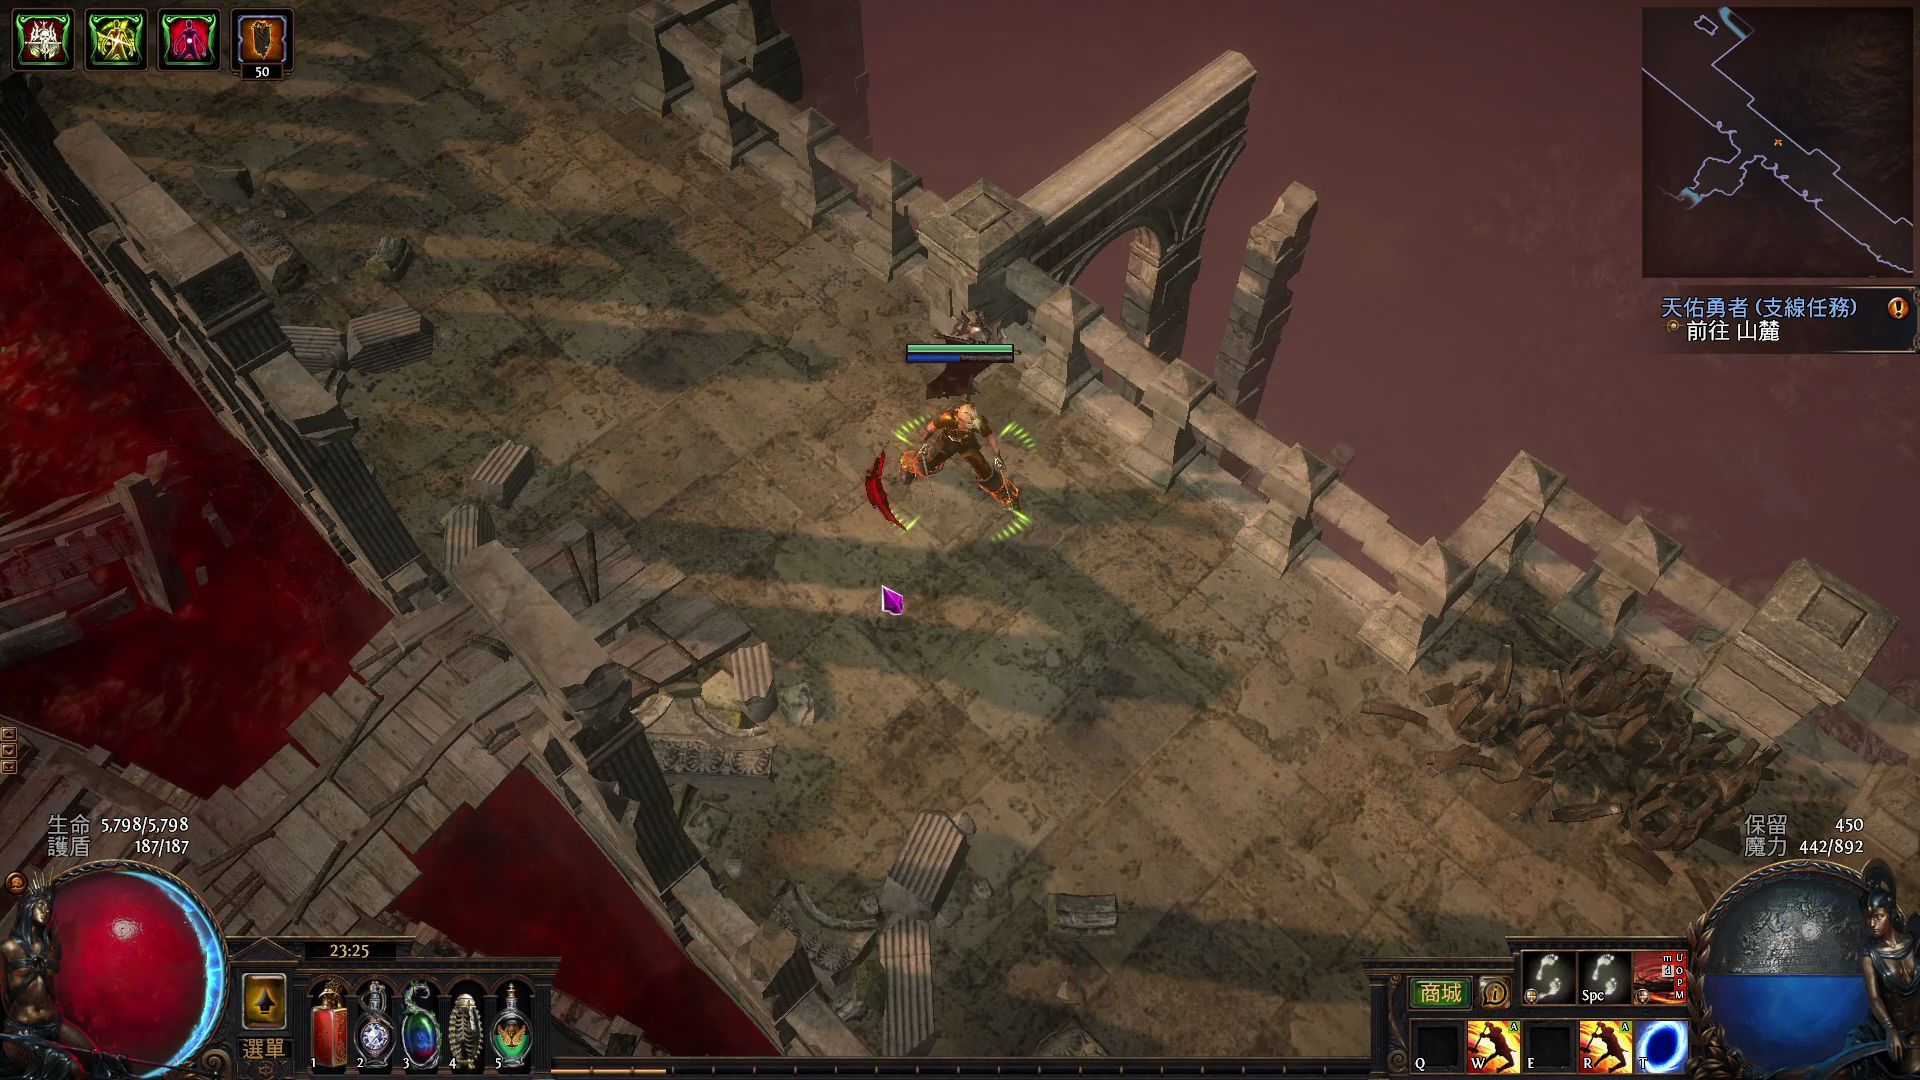 50
天佑勇者 (支線任務)
前往 山麓
生命 5,798/5,798
護盾 187/187
保留 450
魔力 442/892
23:25
選單
1 2 3 4 5
商城
Spc
m U
d O
P
M
Q W A E R A T